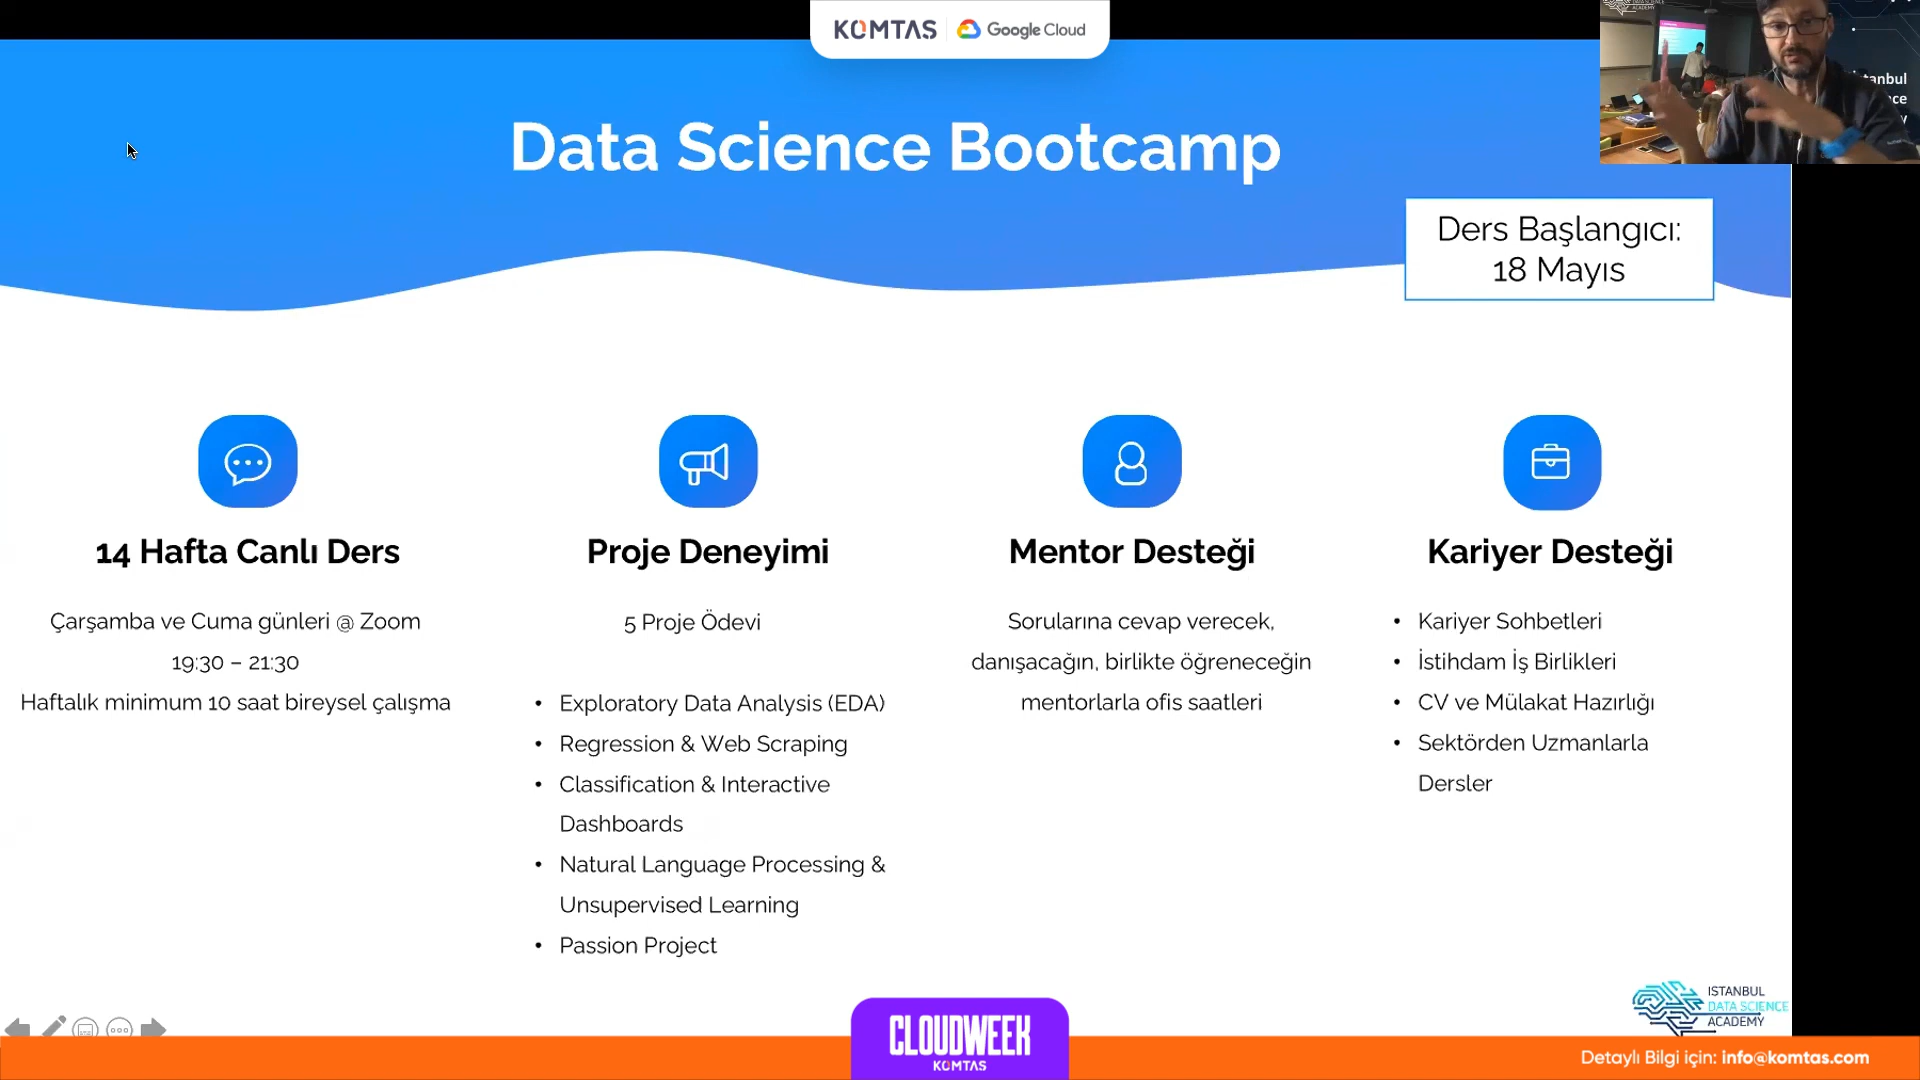 KOMTAS
Google Cloud
Data Science Bootcamp
Ders Başlangıcı:
18 Mayıs
14 Hafta Canlı Ders
Çarşamba ve Cuma günleri @ Zoom
19:30 – 21:30
Haftalık minimum 10 saat bireysel çalışma
Proje Deneyimi
5 Proje Ödevi
• Exploratory Data Analysis (EDA)
• Regression & Web Scraping
• Classification & Interactive
Dashboards
• Natural Language Processing &
Unsupervised Learning
• Passion Project
Mentor Desteği
Sorularına cevap verecek,
danışacağın, birlikte öğreneceğin
mentorlarla ofis saatleri
Kariyer Desteği
• Kariyer Sohbetleri
• İstihdam İş Birlikleri
• CV ve Mülakat Hazırlığı
• Sektörden Uzmanlarla
Dersler
ISTANBUL
DATA SCIENCE
ACADEMY
CLOUDWEEK
KOMTAS
Detaylı Bilgi için: info@komtas.com